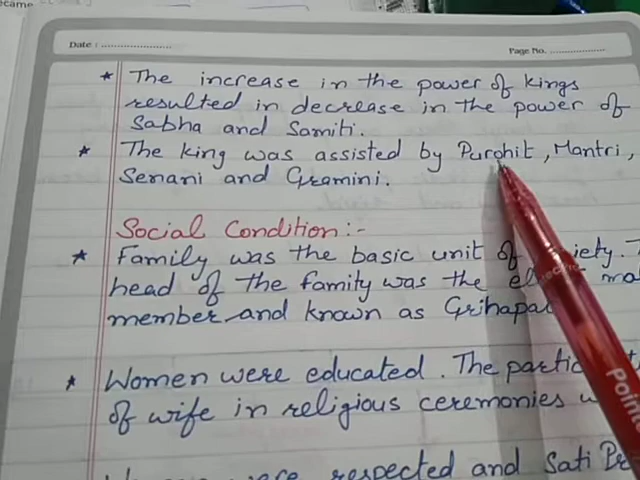 ecame
Date :
Page No.
* The increase in the power of kings
resulted in decrease in the power of
Sabha and Samiti.
* The king was assisted by Purohit, Mantri,
Senani and Gramini.
Social Condition :-
* Family was the basic unit of
head of the family was the
member and known as
* Women were educated. The
of wife in religious ceremonies
respected and Sati